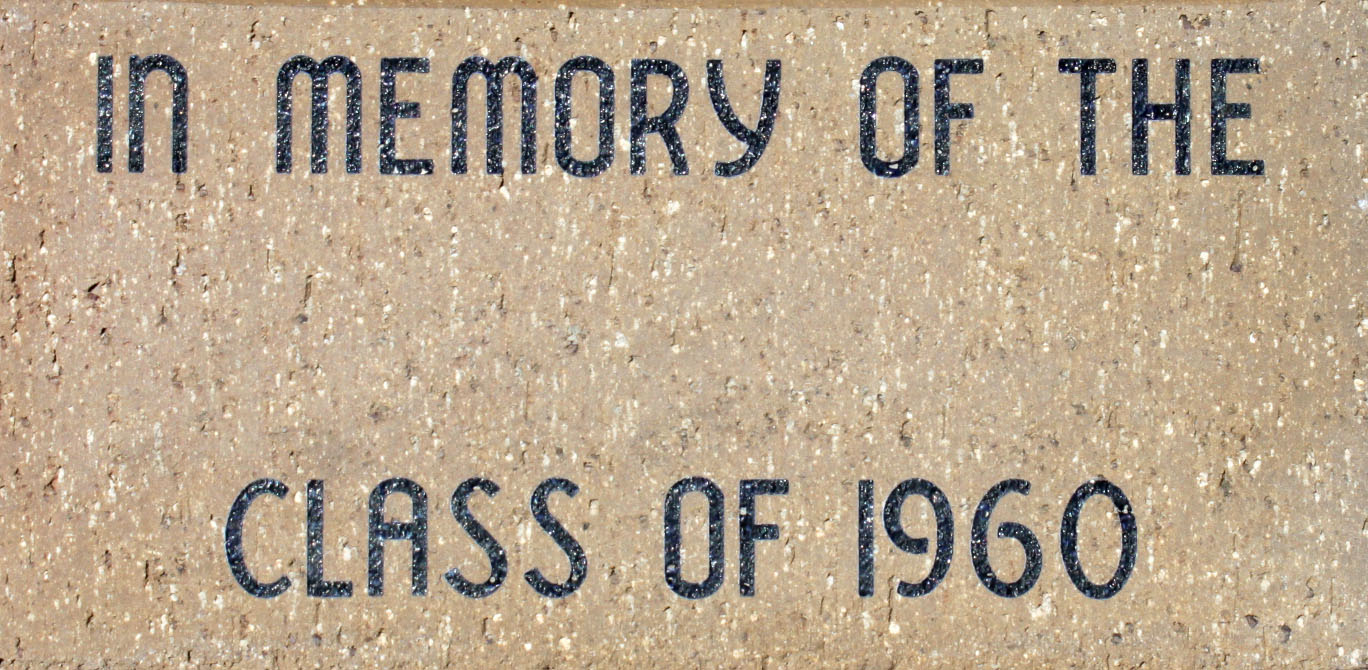 IN MEMORY OF THE
CLASS OF 1960